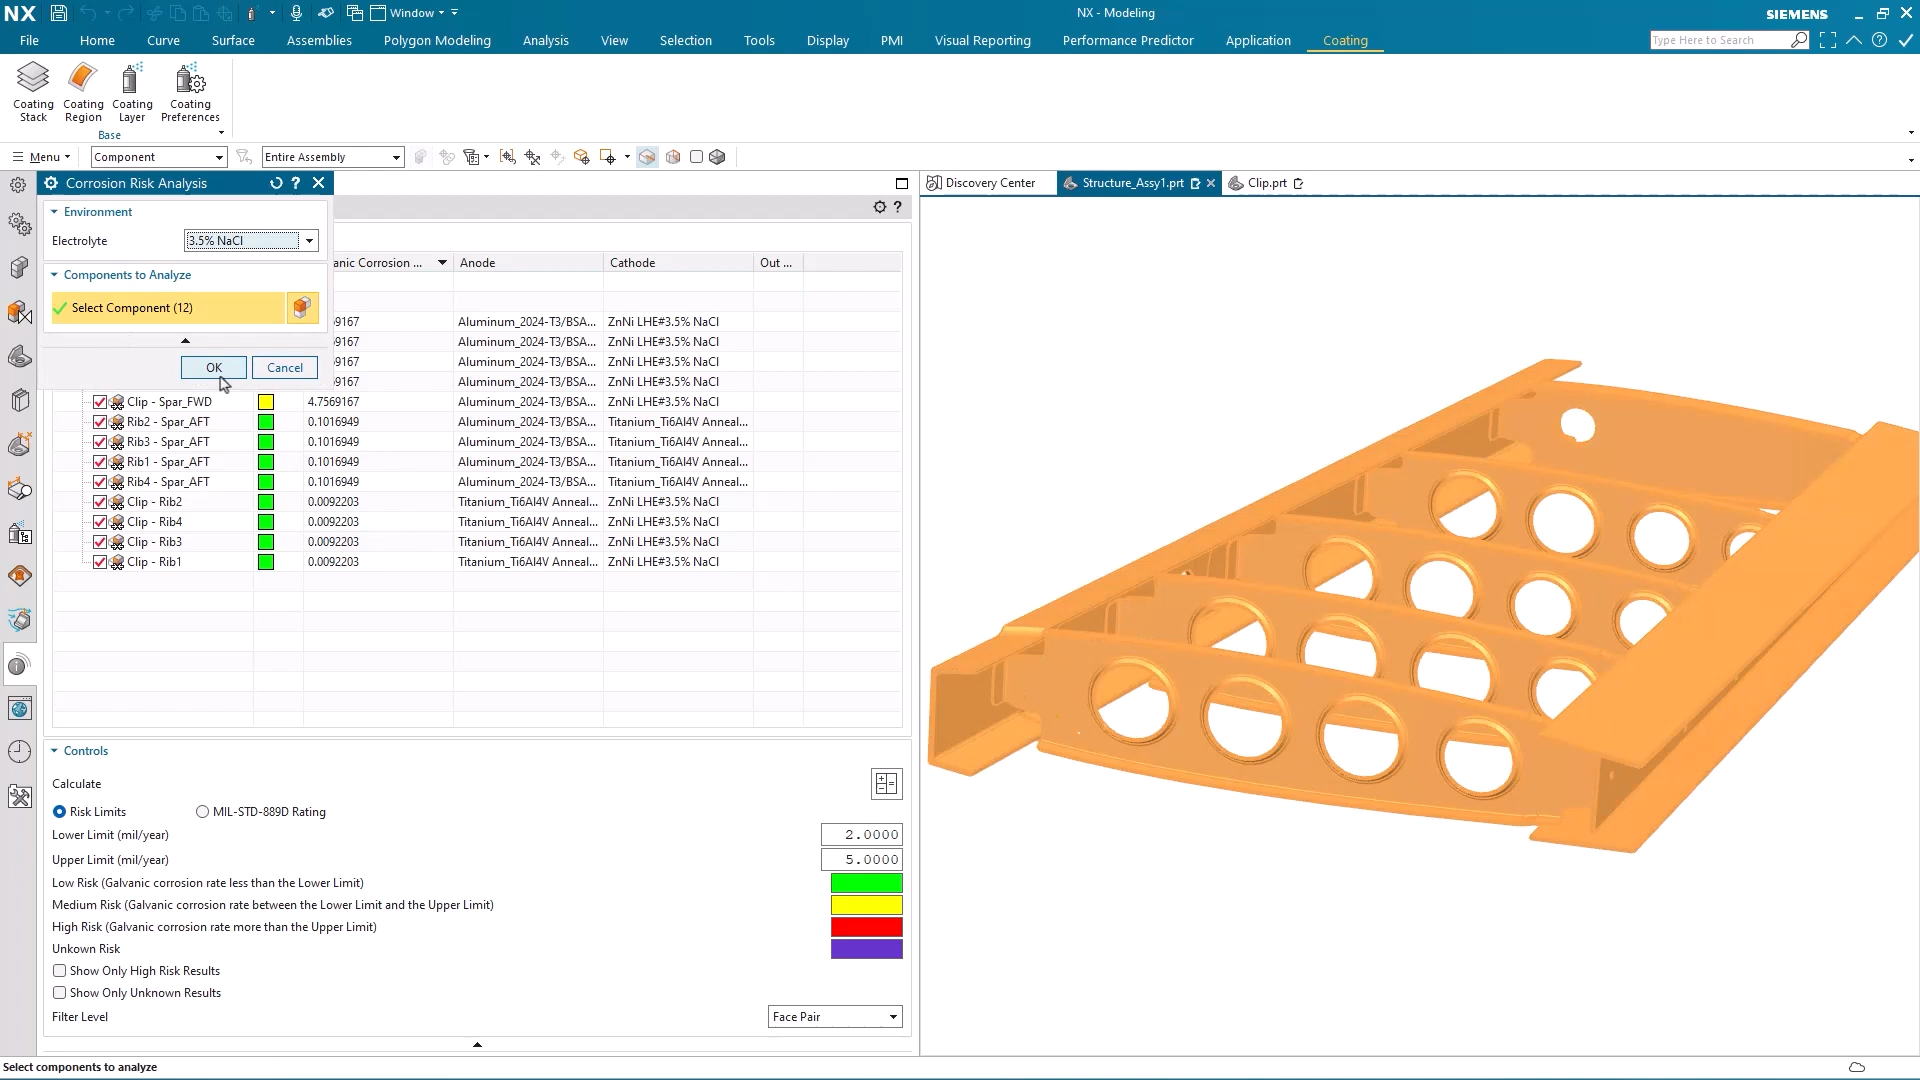 NX Window NX - Modeling SIEMENS
File Home Curve Surface Assemblies Polygon Modeling Analysis View Selection Tools Display PMI Visual Reporting Performance Predictor Application Coating Type Here to Search
Coating Stack
Coating Region
Coating Layer
Coating Preferences
Base
Menu Component Entire Assembly
Corrosion Risk Analysis
Discovery Center Structure_Assy1.prt Clip.prt
Environment
Electrolyte 3.5% NaCl
Components to Analyze
Select Component (12)
OK Cancel
anic Corrosion ... Anode Cathode Out ...
9167 Aluminum_2024-T3/BSA... ZnNi LHE#3.5% NaCl
9167 Aluminum_2024-T3/BSA... ZnNi LHE#3.5% NaCl
9167 Aluminum_2024-T3/BSA... ZnNi LHE#3.5% NaCl
9167 Aluminum_2024-T3/BSA... ZnNi LHE#3.5% NaCl
Clip - Spar_FWD 4.7569167 Aluminum_2024-T3/BSA... ZnNi LHE#3.5% NaCl
Rib2 - Spar_AFT 0.1016949 Aluminum_2024-T3/BSA... Titanium_Ti6Al4V Anneal...
Rib3 - Spar_AFT 0.1016949 Aluminum_2024-T3/BSA... Titanium_Ti6Al4V Anneal...
Rib1 - Spar_AFT 0.1016949 Aluminum_2024-T3/BSA... Titanium_Ti6Al4V Anneal...
Rib4 - Spar_AFT 0.1016949 Aluminum_2024-T3/BSA... Titanium_Ti6Al4V Anneal...
Clip - Rib2 0.0092203 Titanium_Ti6Al4V Anneal... ZnNi LHE#3.5% NaCl
Clip - Rib4 0.0092203 Titanium_Ti6Al4V Anneal... ZnNi LHE#3.5% NaCl
Clip - Rib3 0.0092203 Titanium_Ti6Al4V Anneal... ZnNi LHE#3.5% NaCl
Clip - Rib1 0.0092203 Titanium_Ti6Al4V Anneal... ZnNi LHE#3.5% NaCl
Controls
Calculate
Risk Limits MIL-STD-889D Rating
Lower Limit (mil/year) 2.0000
Upper Limit (mil/year) 5.0000
Low Risk (Galvanic corrosion rate less than the Lower Limit)
Medium Risk (Galvanic corrosion rate between the Lower Limit and the Upper Limit)
High Risk (Galvanic corrosion rate more than the Upper Limit)
Unkown Risk
Show Only High Risk Results
Show Only Unknown Results
Filter Level Face Pair
Select components to analyze